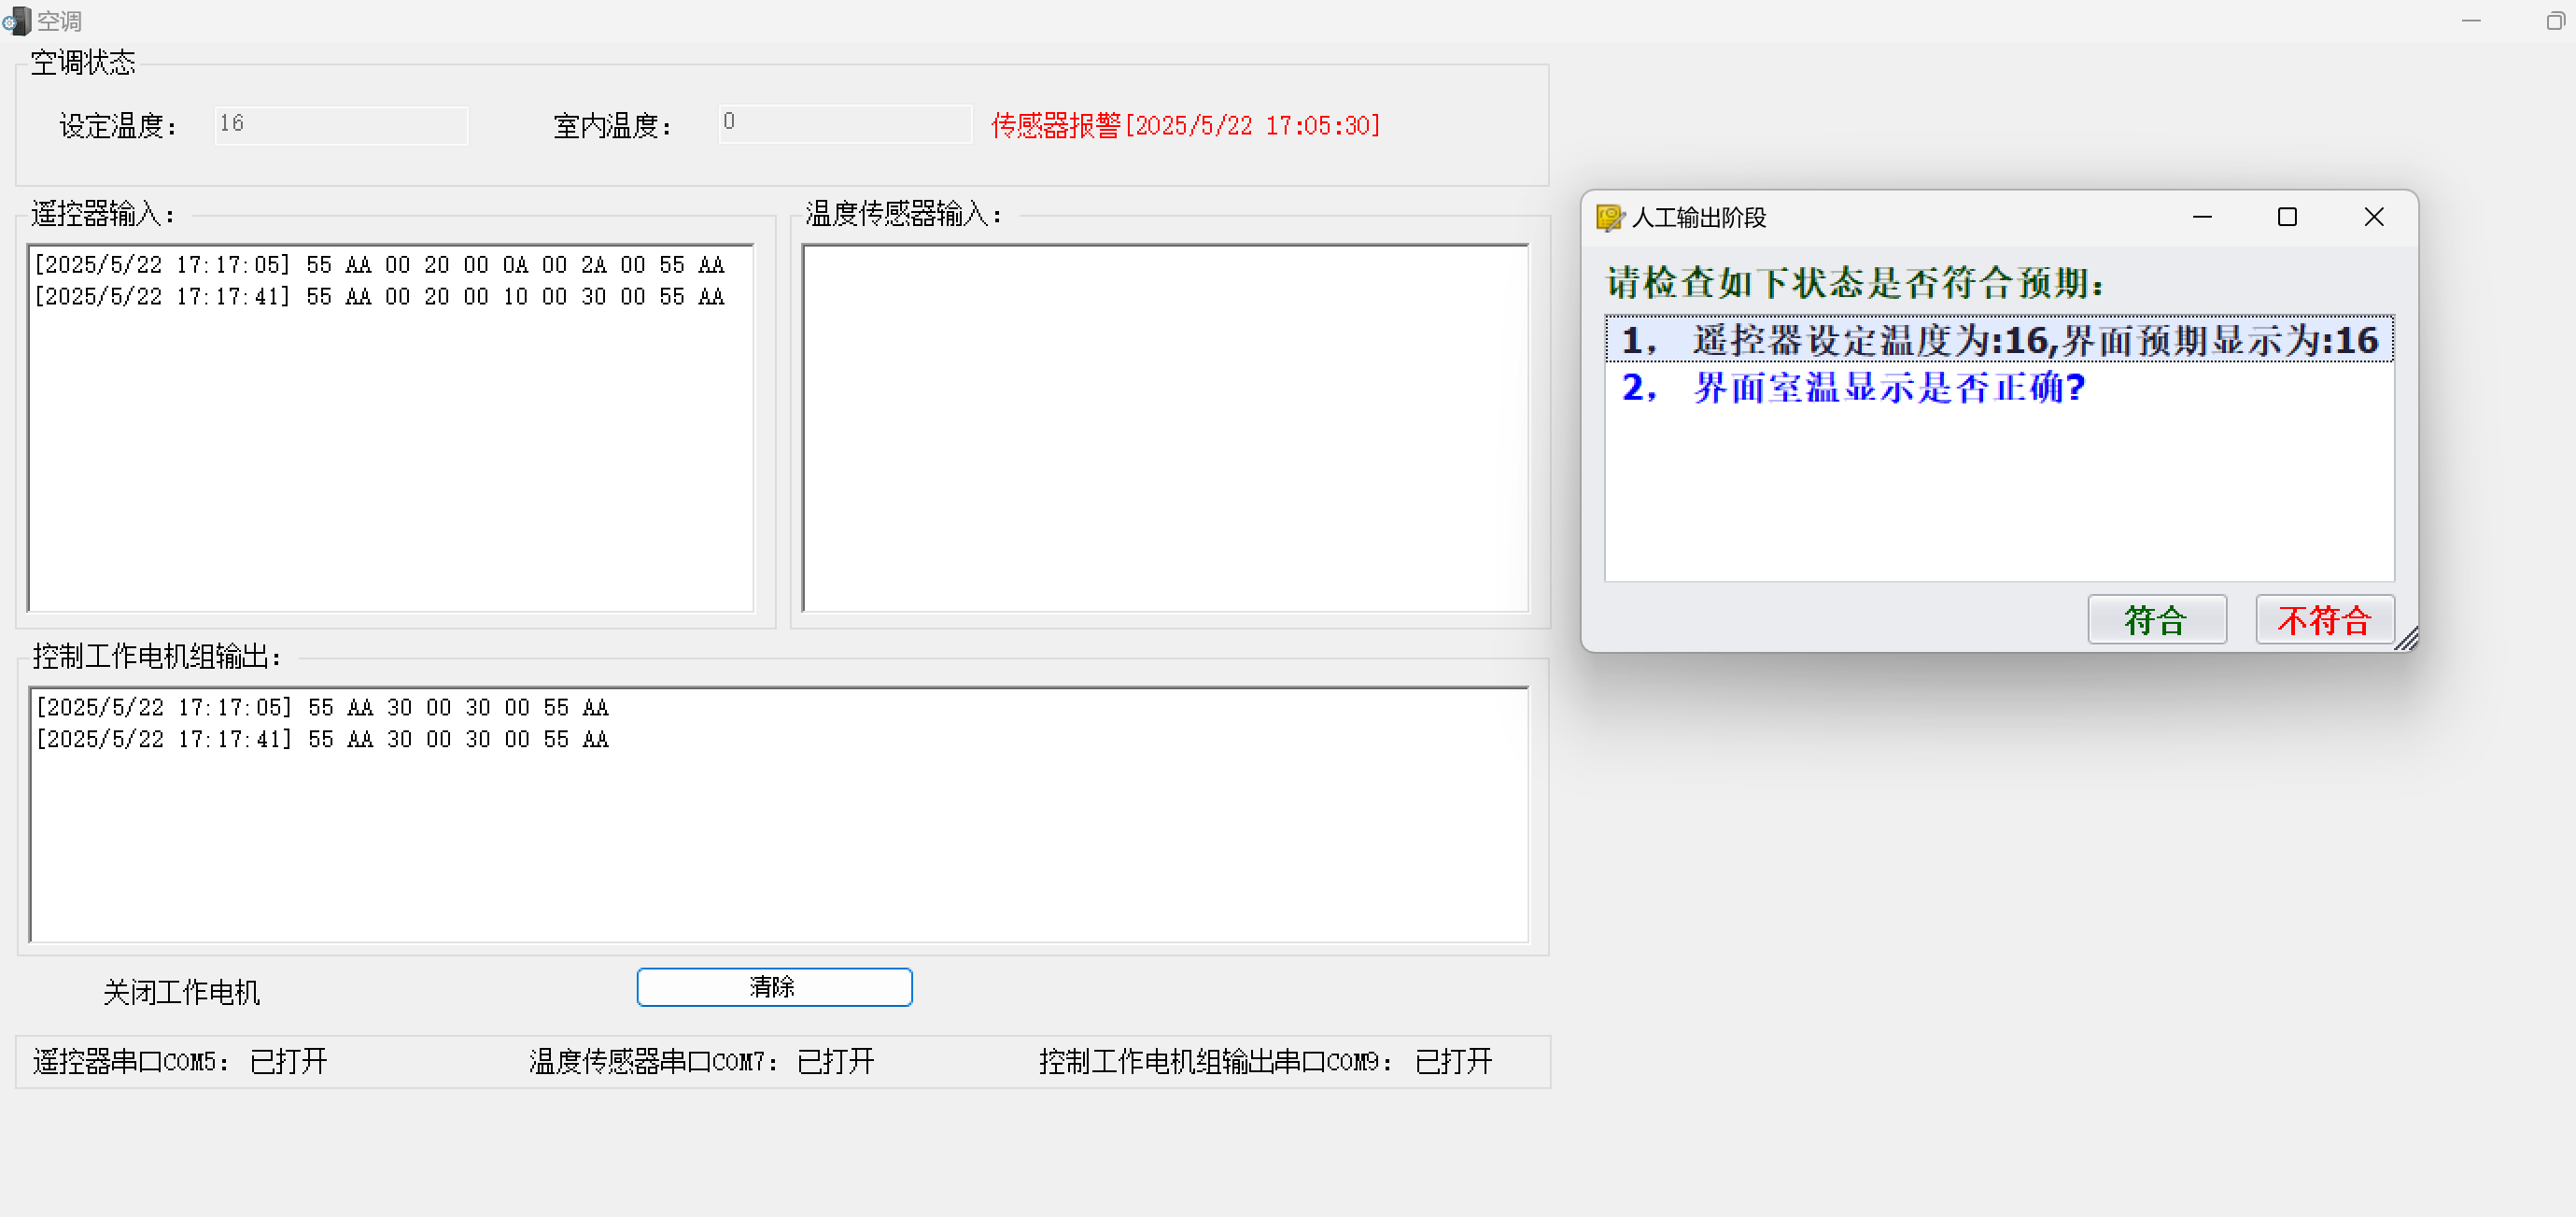 空调
空调状态
设定温度： 16 室内温度： 0 传感器报警[2025/5/22 17:05:30]
遥控器输入：
[2025/5/22 17:17:05] 55 AA 00 20 00 0A 00 2A 00 55 AA
[2025/5/22 17:17:41] 55 AA 00 20 00 10 00 30 00 55 AA
温度传感器输入：
控制工作电机组输出：
[2025/5/22 17:17:05] 55 AA 30 00 30 00 55 AA
[2025/5/22 17:17:41] 55 AA 30 00 30 00 55 AA
关闭工作电机 清除
遥控器串口COM5： 已打开 温度传感器串口COM7： 已打开 控制工作电机组输出串口COM9： 已打开
人工输出阶段
请检查如下状态是否符合预期：
1， 遥控器设定温度为:16,界面预期显示为:16
2， 界面室温显示是否正确?
符合 不符合